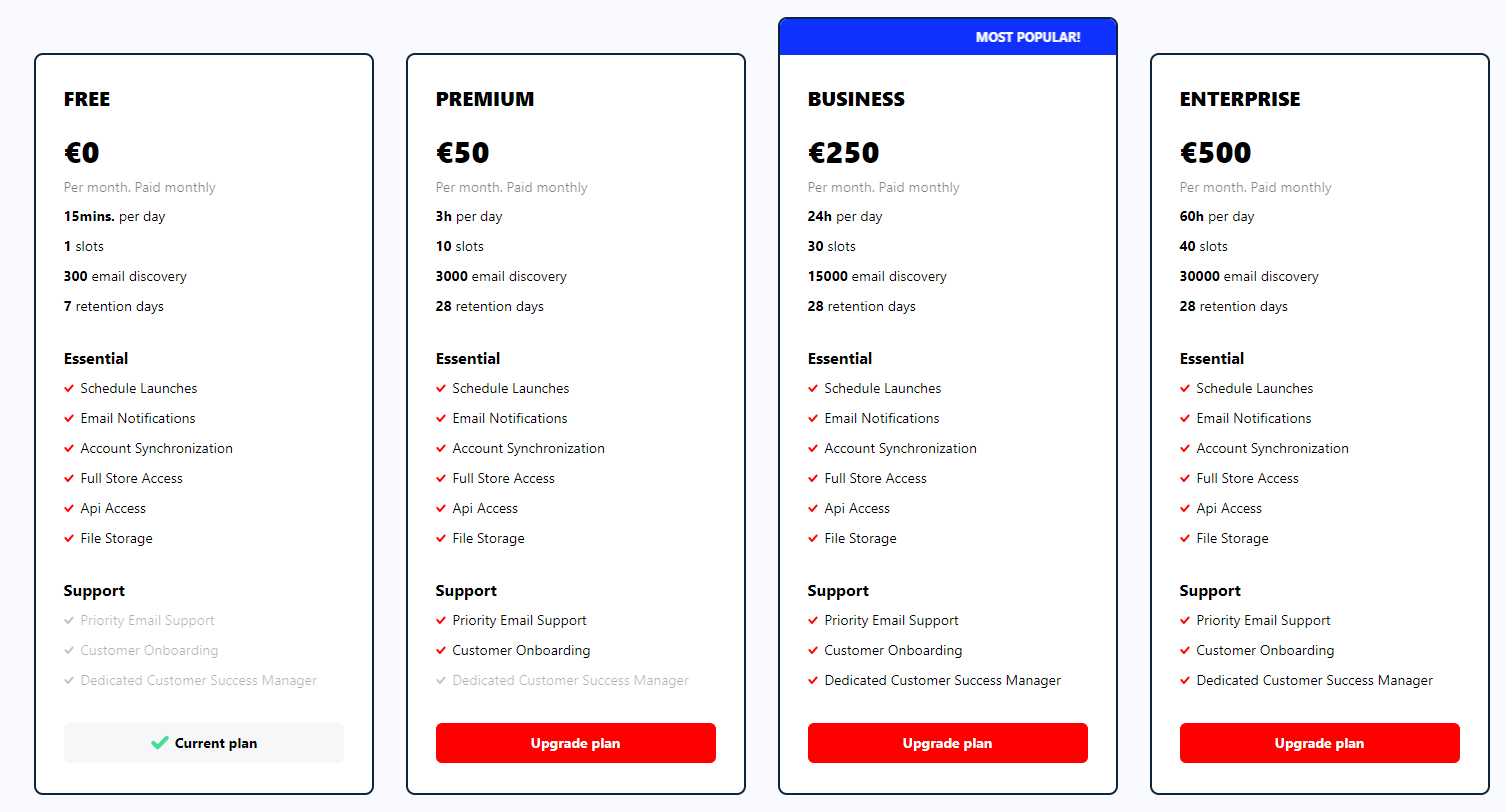 FREE
€0
Per month. Paid monthly
15mins. per day
1 slots
300 email discovery
7 retention days
Essential
Schedule Launches
Email Notifications
Account Synchronization
Full Store Access
Api Access
File Storage
Support
Priority Email Support
Customer Onboarding
Dedicated Customer Success Manager
Current plan
PREMIUM
€50
Per month. Paid monthly
3h per day
10 slots
3000 email discovery
28 retention days
Essential
Schedule Launches
Email Notifications
Account Synchronization
Full Store Access
Api Access
File Storage
Support
Priority Email Support
Customer Onboarding
Dedicated Customer Success Manager
Upgrade plan
MOST POPULAR!
BUSINESS
€250
Per month. Paid monthly
24h per day
30 slots
15000 email discovery
28 retention days
Essential
Schedule Launches
Email Notifications
Account Synchronization
Full Store Access
Api Access
File Storage
Support
Priority Email Support
Customer Onboarding
Dedicated Customer Success Manager
Upgrade plan
ENTERPRISE
€500
Per month. Paid monthly
60h per day
40 slots
30000 email discovery
28 retention days
Essential
Schedule Launches
Email Notifications
Account Synchronization
Full Store Access
Api Access
File Storage
Support
Priority Email Support
Customer Onboarding
Dedicated Customer Success Manager
Upgrade plan